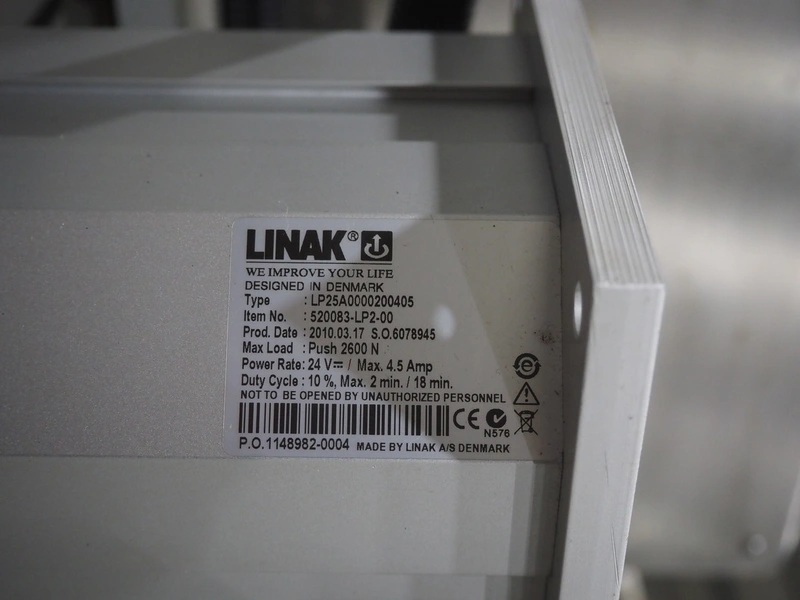 LINAK®
WE IMPROVE YOUR LIFE
DESIGNED IN DENMARK
Type : LP25A0000200405
Item No. : 520083-LP2-00
Prod. Date : 2010.03.17 S.O.6078945
Max Load : Push 2600 N
Power Rate : 24 V⎓ / Max. 4.5 Amp
Duty Cycle : 10 %, Max. 2 min. / 18 min.
NOT TO BE OPENED BY UNAUTHORIZED PERSONNEL
CE
N576
P.O.1148982-0004 MADE BY LINAK A/S DENMARK